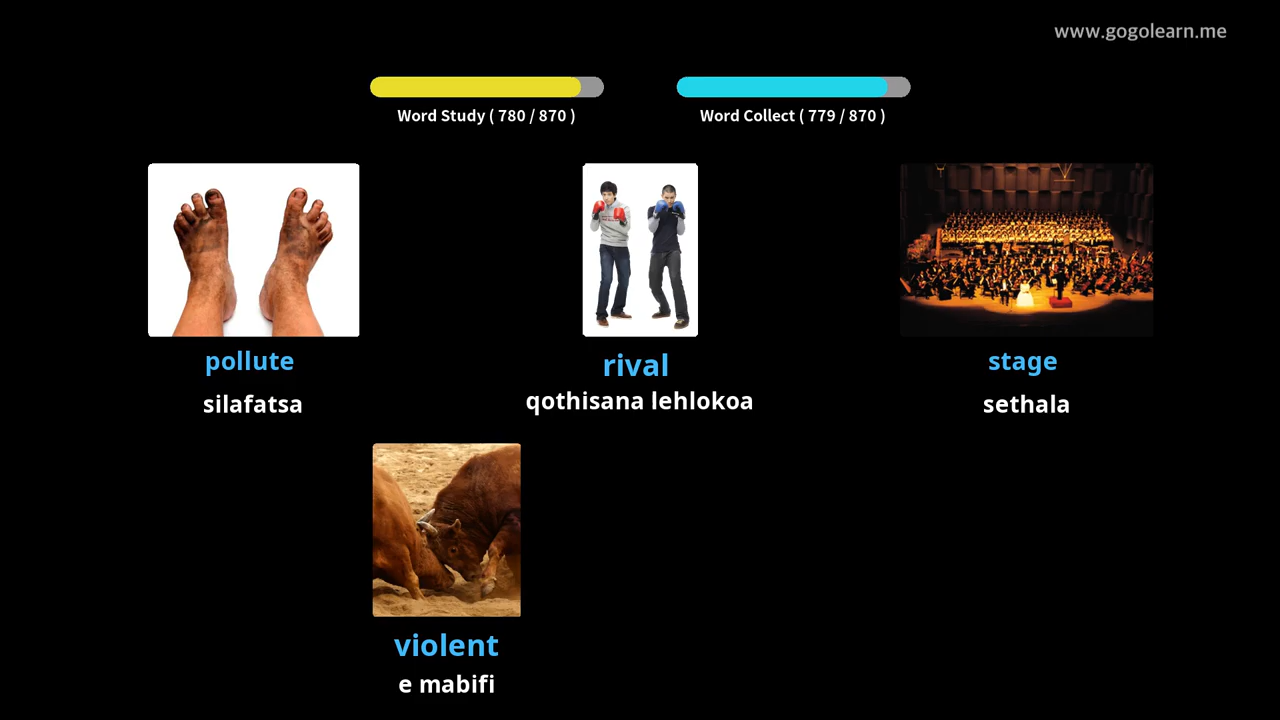 www.gogolearn.me
Word Study ( 780 / 870 )
Word Collect ( 779 / 870 )
pollute
silafatsa
rival
qothisana lehlokoa
stage
sethala
violent
e mabifi